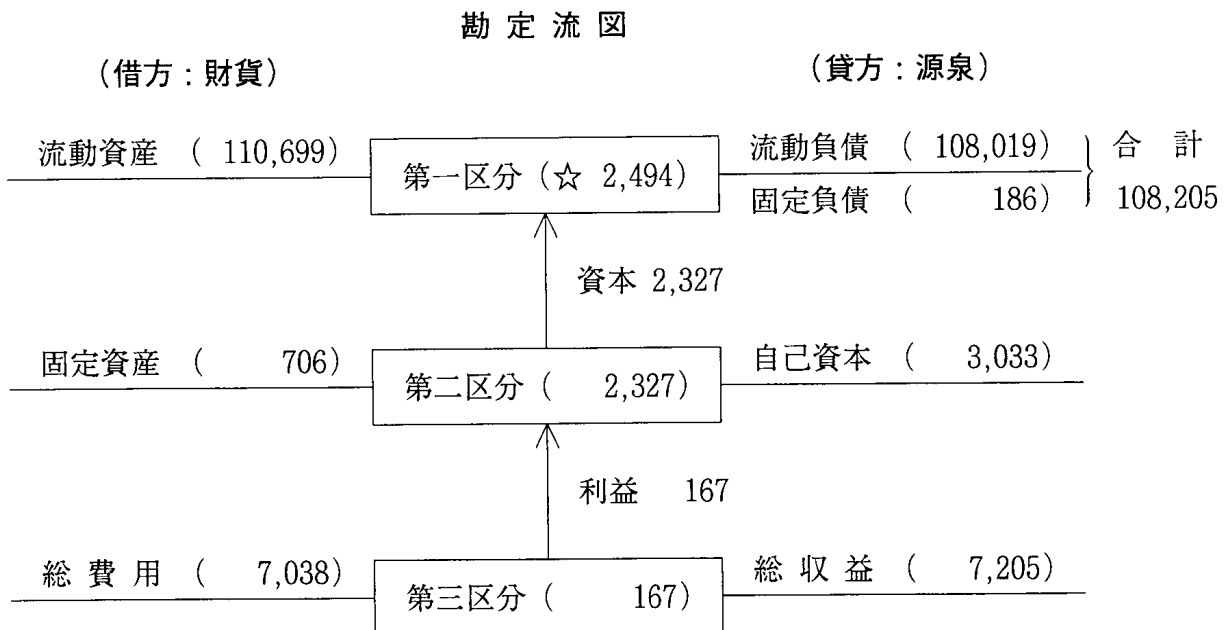 勘定流図
（借方：財貨） （貸方：源泉）
流動資産 （ 110,699） 第一区分（☆ 2,494） 流動負債 （ 108,019） 合 計
固定負債 （ 186） 108,205
資本 2,327
固定資産 （ 706） 第二区分（ 2,327） 自己資本 （ 3,033）
利益 167
総費用 （ 7,038） 第三区分（ 167） 総収益 （ 7,205）